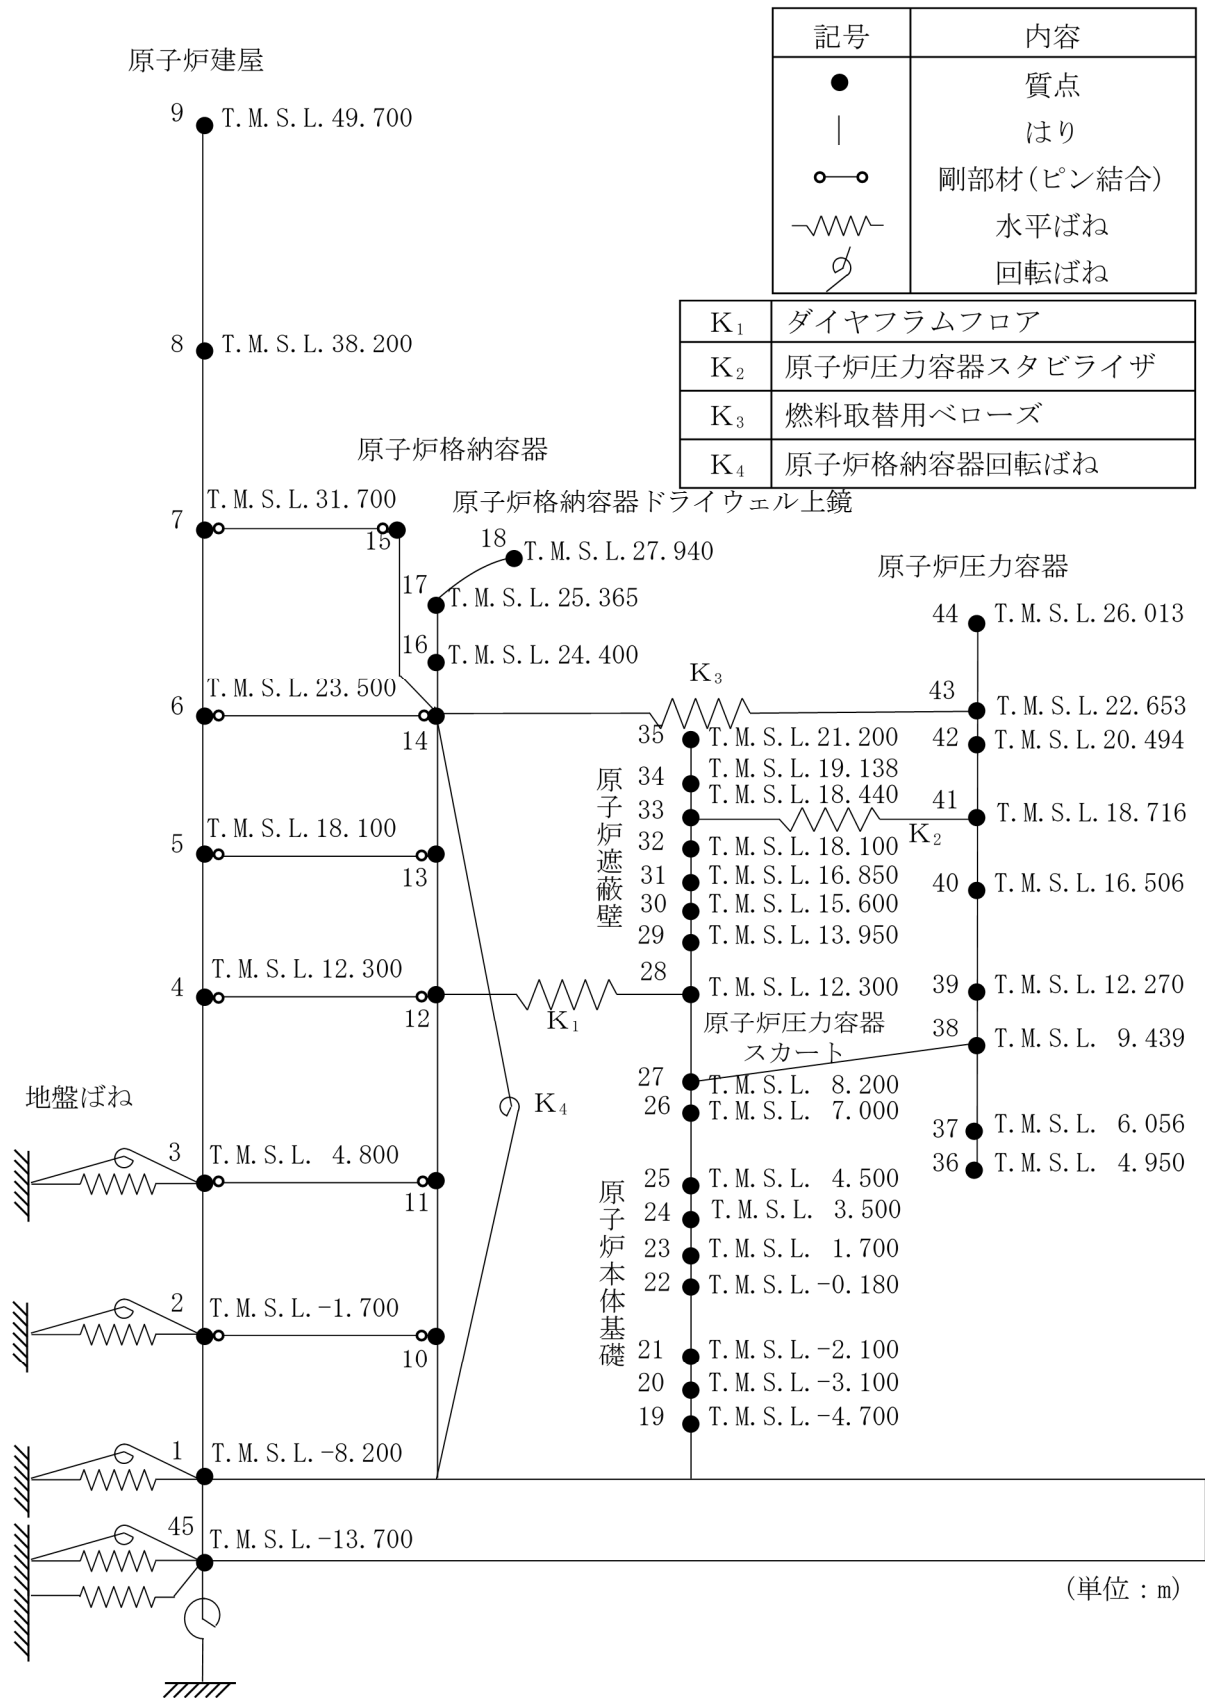 記号 内容
質点
はり
剛部材(ピン結合)
水平ばね
回転ばね
K₁ ダイヤフラムフロア
K₂ 原子炉圧力容器スタビライザ
K₃ 燃料取替用ベローズ
K₄ 原子炉格納容器回転ばね
原子炉建屋
9 T.M.S.L.49.700
8 T.M.S.L.38.200
7 T.M.S.L.31.700
6 T.M.S.L.23.500
5 T.M.S.L.18.100
4 T.M.S.L.12.300
地盤ばね
3 T.M.S.L. 4.800
2 T.M.S.L.-1.700
1 T.M.S.L.-8.200
45 T.M.S.L.-13.700
原子炉格納容器
15
原子炉格納容器ドライウェル上鏡
18 T.M.S.L.27.940
17 T.M.S.L.25.365
16 T.M.S.L.24.400
14
13
12
11
10
K₃
K₁
K₂
K₄
原子炉遮蔽壁
35 T.M.S.L.21.200
34 T.M.S.L.19.138
33 T.M.S.L.18.440
32 T.M.S.L.18.100
31 T.M.S.L.16.850
30 T.M.S.L.15.600
29 T.M.S.L.13.950
28 T.M.S.L.12.300
原子炉圧力容器
スカート
27 T.M.S.L. 8.200
26 T.M.S.L. 7.000
原子炉本体基礎
25 T.M.S.L. 4.500
24 T.M.S.L. 3.500
23 T.M.S.L. 1.700
22 T.M.S.L.-0.180
21 T.M.S.L.-2.100
20 T.M.S.L.-3.100
19 T.M.S.L.-4.700
原子炉圧力容器
44 T.M.S.L.26.013
43 T.M.S.L.22.653
42 T.M.S.L.20.494
41 T.M.S.L.18.716
40 T.M.S.L.16.506
39 T.M.S.L.12.270
38 T.M.S.L. 9.439
37 T.M.S.L. 6.056
36 T.M.S.L. 4.950
(単位：m)